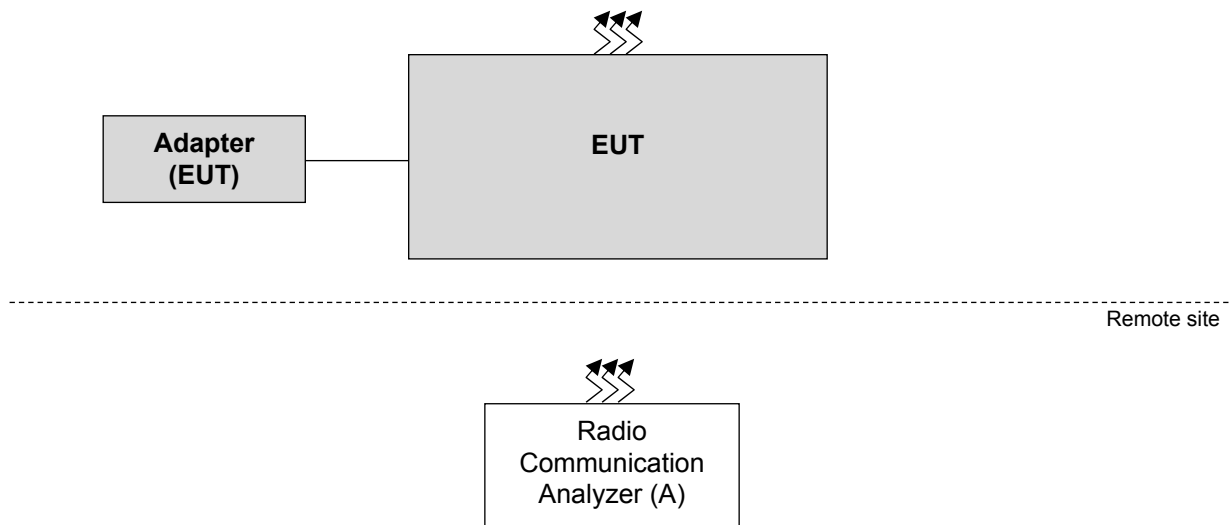 Adapter
(EUT)
EUT
Remote site
Radio
Communication
Analyzer (A)